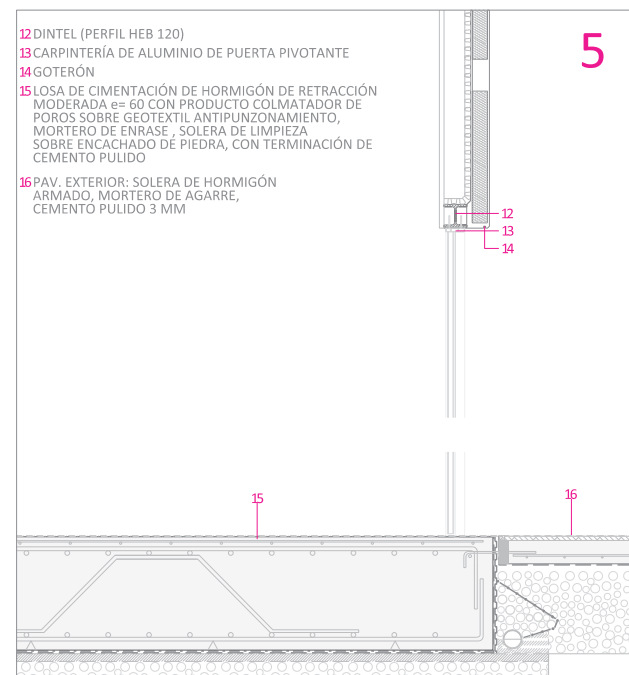 12 DINTEL (PERFIL HEB 120)
13 CARPINTERÍA DE ALUMINIO DE PUERTA PIVOTANTE
14 GOTERÓN
15 LOSA DE CIMENTACIÓN DE HORMIGÓN DE RETRACCIÓN
MODERADA e= 60 CON PRODUCTO COLMATADOR DE
POROS SOBRE GEOTEXTIL ANTIPUNZONAMIENTO,
MORTERO DE ENRASE , SOLERA DE LIMPIEZA
SOBRE ENCACHADO DE PIEDRA, CON TERMINACIÓN DE
CEMENTO PULIDO
16 PAV. EXTERIOR: SOLERA DE HORMIGÓN
ARMADO, MORTERO DE AGARRE,
CEMENTO PULIDO 3 MM
5
12
13
14
15
16